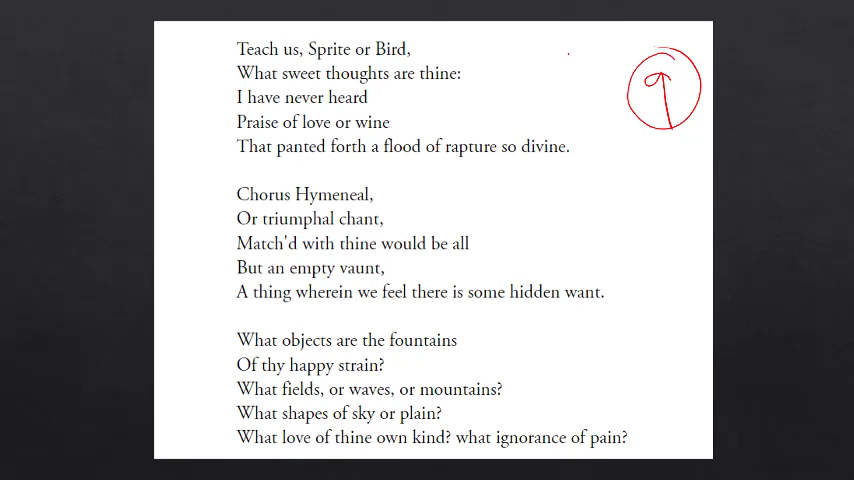 Teach us, Sprite or Bird,
What sweet thoughts are thine:
I have never heard
Praise of love or wine
That panted forth a flood of rapture so divine.
Chorus Hymeneal,
Or triumphal chant,
Match'd with thine would be all
But an empty vaunt,
A thing wherein we feel there is some hidden want.
What objects are the fountains
Of thy happy strain?
What fields, or waves, or mountains?
What shapes of sky or plain?
What love of thine own kind? what ignorance of pain?